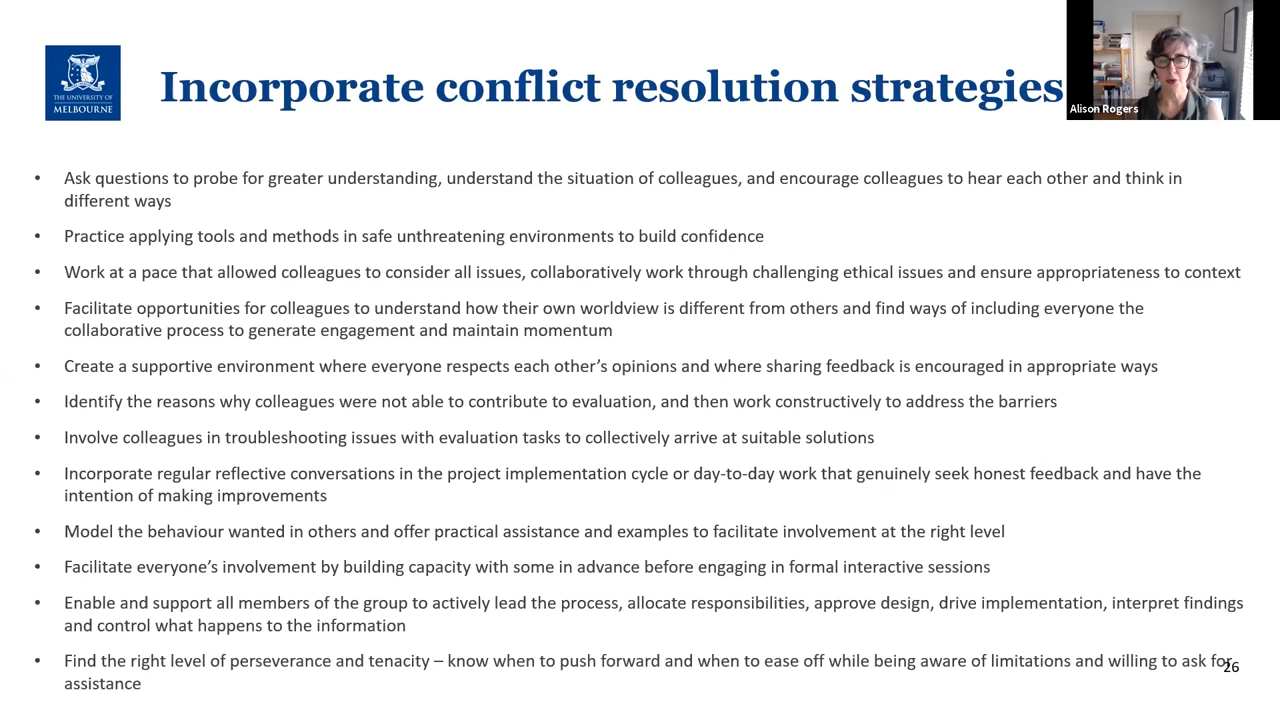 THE UNIVERSITY OF
MELBOURNE
Incorporate conflict resolution strategies
Alison Rogers
• Ask questions to probe for greater understanding, understand the situation of colleagues, and encourage colleagues to hear each other and think in
different ways
• Practice applying tools and methods in safe unthreatening environments to build confidence
• Work at a pace that allowed colleagues to consider all issues, collaboratively work through challenging ethical issues and ensure appropriateness to context
• Facilitate opportunities for colleagues to understand how their own worldview is different from others and find ways of including everyone the
collaborative process to generate engagement and maintain momentum
• Create a supportive environment where everyone respects each other’s opinions and where sharing feedback is encouraged in appropriate ways
• Identify the reasons why colleagues were not able to contribute to evaluation, and then work constructively to address the barriers
• Involve colleagues in troubleshooting issues with evaluation tasks to collectively arrive at suitable solutions
• Incorporate regular reflective conversations in the project implementation cycle or day-to-day work that genuinely seek honest feedback and have the
intention of making improvements
• Model the behaviour wanted in others and offer practical assistance and examples to facilitate involvement at the right level
• Facilitate everyone’s involvement by building capacity with some in advance before engaging in formal interactive sessions
• Enable and support all members of the group to actively lead the process, allocate responsibilities, approve design, drive implementation, interpret findings
and control what happens to the information
• Find the right level of perseverance and tenacity – know when to push forward and when to ease off while being aware of limitations and willing to ask for
assistance
26